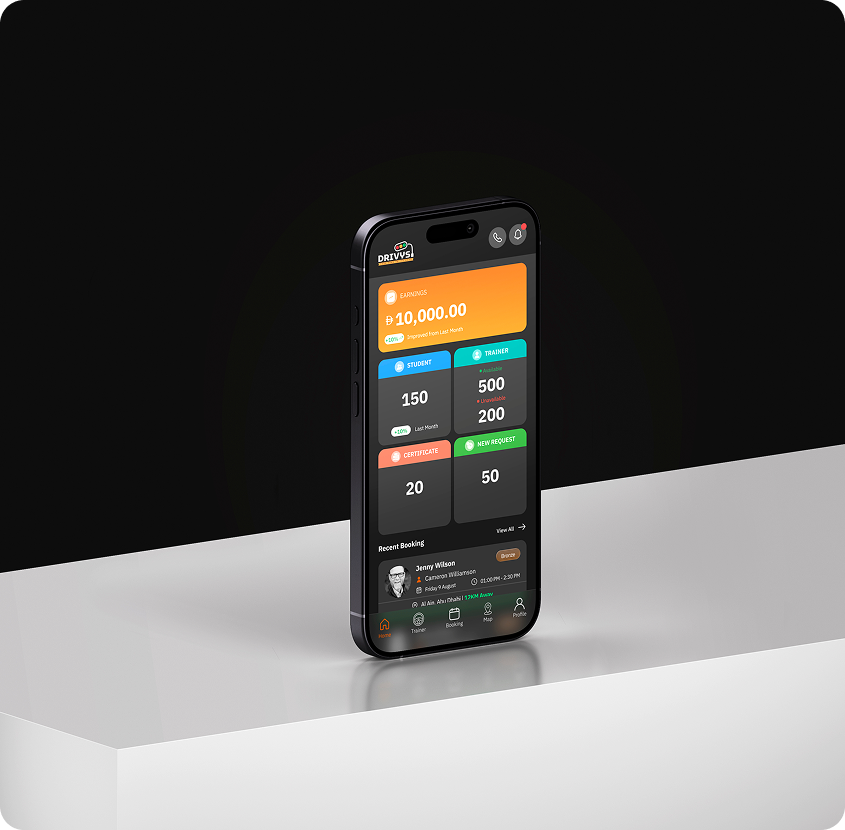 DRIVYS
EARNINGS
10,000.00
+10% Improved from Last Month
STUDENT
TRAINER
Available
150
500
Unavailable
200
+10% Last Month
CERTIFICATE
NEW REQUEST
20
50
Recent Booking
View All
Jenny Wilson
Bronze
Cameron Williamson
Friday 9 August
01:00 PM - 2:30 PM
Al Ain, Abu Dhabi | 12KM Away
Home
Trainer
Booking
Map
Profile